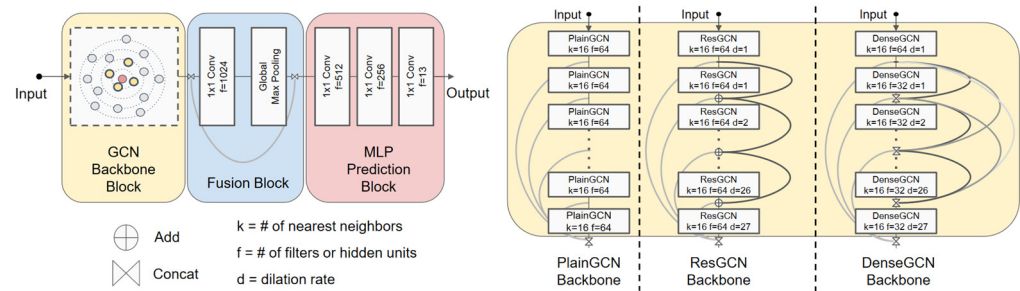 Input
GCN
Backbone
Block
1x1 Conv
f=1024
Global
Max Pooling
Fusion Block
1x1 Conv
f=512
1x1 Conv
f=256
1x1 Conv
f=13
MLP
Prediction
Block
Output
Add
Concat
k = # of nearest neighbors
f = # of filters or hidden units
d = dilation rate
Input
PlainGCN
k=16 f=64
PlainGCN
k=16 f=64
PlainGCN
k=16 f=64
PlainGCN
k=16 f=64
PlainGCN
k=16 f=64
PlainGCN
Backbone
Input
ResGCN
k=16 f=64 d=1
ResGCN
k=16 f=64 d=1
ResGCN
k=16 f=64 d=2
ResGCN
k=16 f=64 d=26
ResGCN
k=16 f=64 d=27
ResGCN
Backbone
Input
DenseGCN
k=16 f=64 d=1
DenseGCN
k=16 f=32 d=1
DenseGCN
k=16 f=32 d=2
DenseGCN
k=16 f=32 d=26
DenseGCN
k=16 f=32 d=27
DenseGCN
Backbone